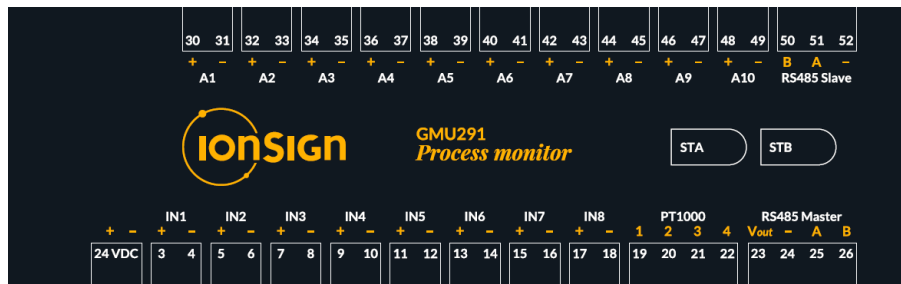 30 31 32 33 34 35 36 37 38 39 40 41 42 43 44 45 46 47 48 49 50 51 52
+ − + − + − + − + − + − + − + − + − + − B A −
A1 A2 A3 A4 A5 A6 A7 A8 A9 A10 RS485 Slave
IonSIGn
GMU291
Process monitor
STA STB
IN1 IN2 IN3 IN4 IN5 IN6 IN7 IN8 PT1000 RS485 Master
+ − + − + − + − + − + − + − + − + − 1 2 3 4 Vout − A B
24 VDC 3 4 5 6 7 8 9 10 11 12 13 14 15 16 17 18 19 20 21 22 23 24 25 26